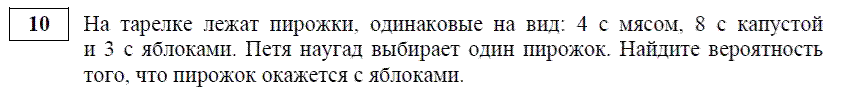 10
На тарелке лежат пирожки, одинаковые на вид: 4 с мясом, 8 с капустой
и 3 с яблоками. Петя наугад выбирает один пирожок. Найдите вероятность
того, что пирожок окажется с яблоками.